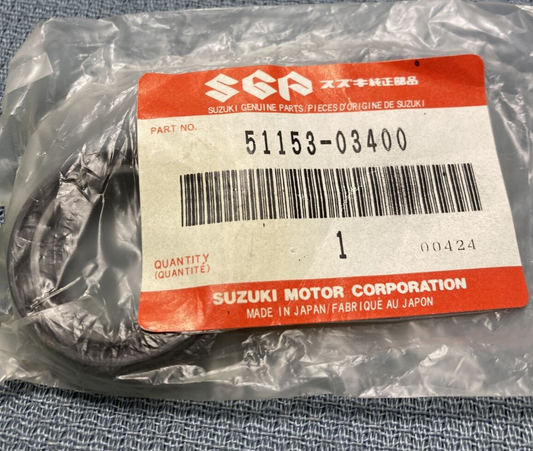 SGP スズキ純正部品
SUZUKI GENUINE PARTS/PIECES D'ORIGINE DE SUZUKI
PART NO. 51153-03400
1 00424
QUANTITY
(QUANTITÉ)
SUZUKI MOTOR CORPORATION
MADE IN JAPAN/FABRIQUÉ AU JAPON